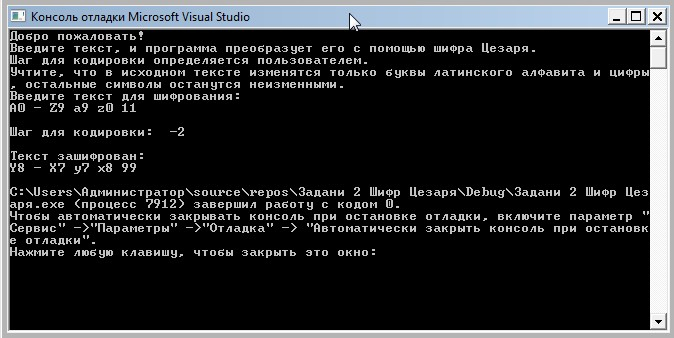 Консоль отладки Microsoft Visual Studio
Добро пожаловать!
Введите текст, и программа преобразует его с помощью шифра Цезаря.
Шаг для кодировки определяется пользователем.
Учтите, что в исходном тексте изменятся только буквы латинского алфавита и цифры
, остальные символы останутся неизменными.
Введите текст для шифрования:
A0 - Z9 a9 z0 11
Шаг для кодировки:  -2
Текст зашифрован:
Y8 - X7 y7 x8 99
C:\Users\Администратор\source\repos\Задани 2 Шифр Цезаря\Debug\Задани 2 Шифр Цез
аря.exe (процесс 7912) завершил работу с кодом 0.
Чтобы автоматически закрывать консоль при остановке отладки, включите параметр "
Сервис" ->"Параметры" ->"Отладка" -> "Автоматически закрыть консоль при остановк
е отладки".
Нажмите любую клавишу, чтобы закрыть это окно: